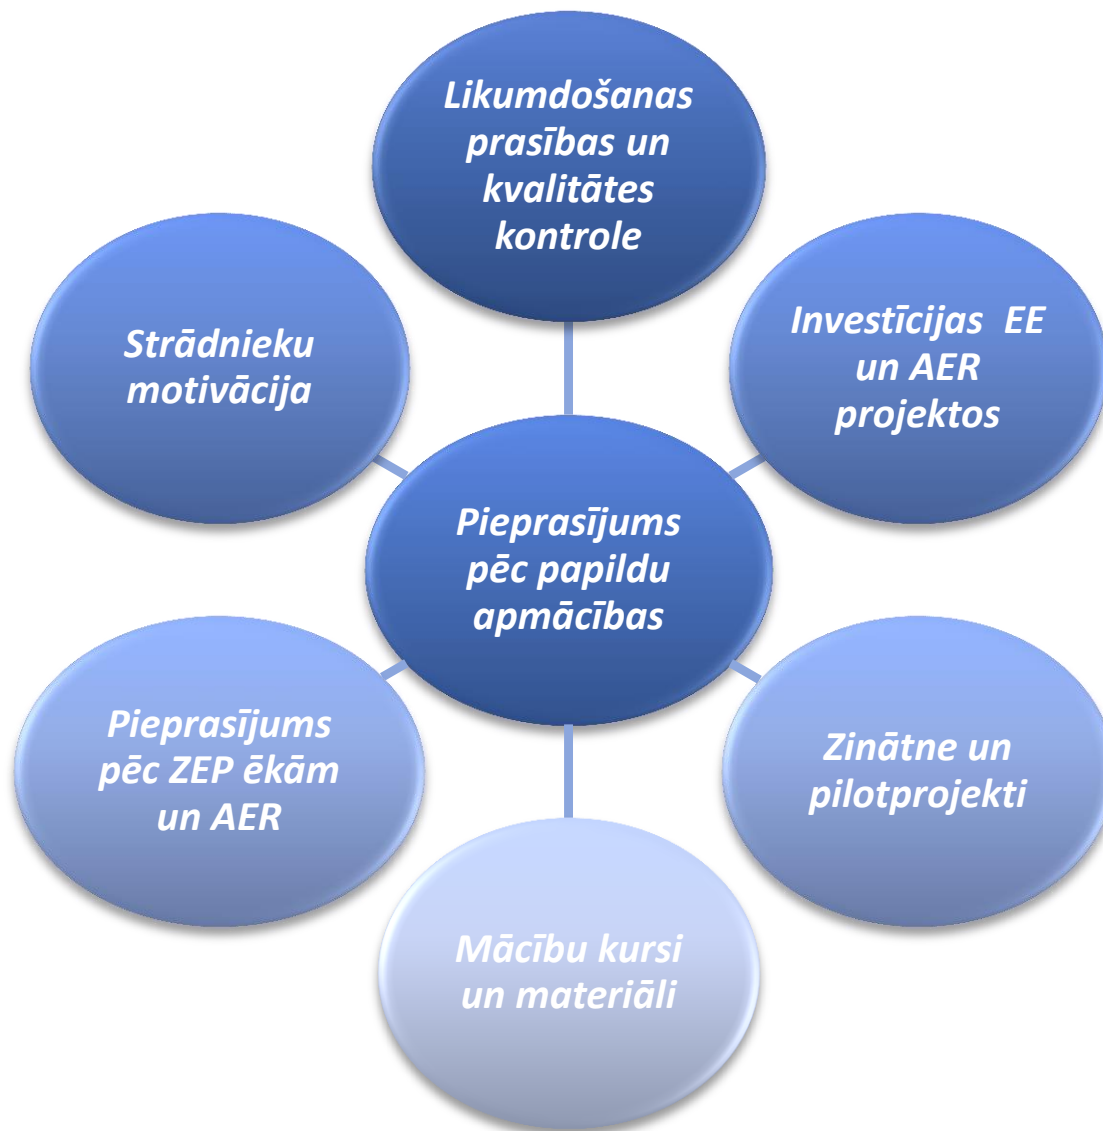 Likumdošanas
prasības un
kvalitātes
kontrole
Strādnieku
motivācija
Investīcijas EE
un AER
projektos
Pieprasījums
pēc papildu
apmācības
Pieprasījums
pēc ZEP ēkām
un AER
Zinātne un
pilotprojekti
Mācību kursi
un materiāli